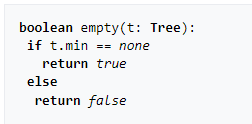 boolean empty(t: Tree):
if t.min == none
return true
else
return false